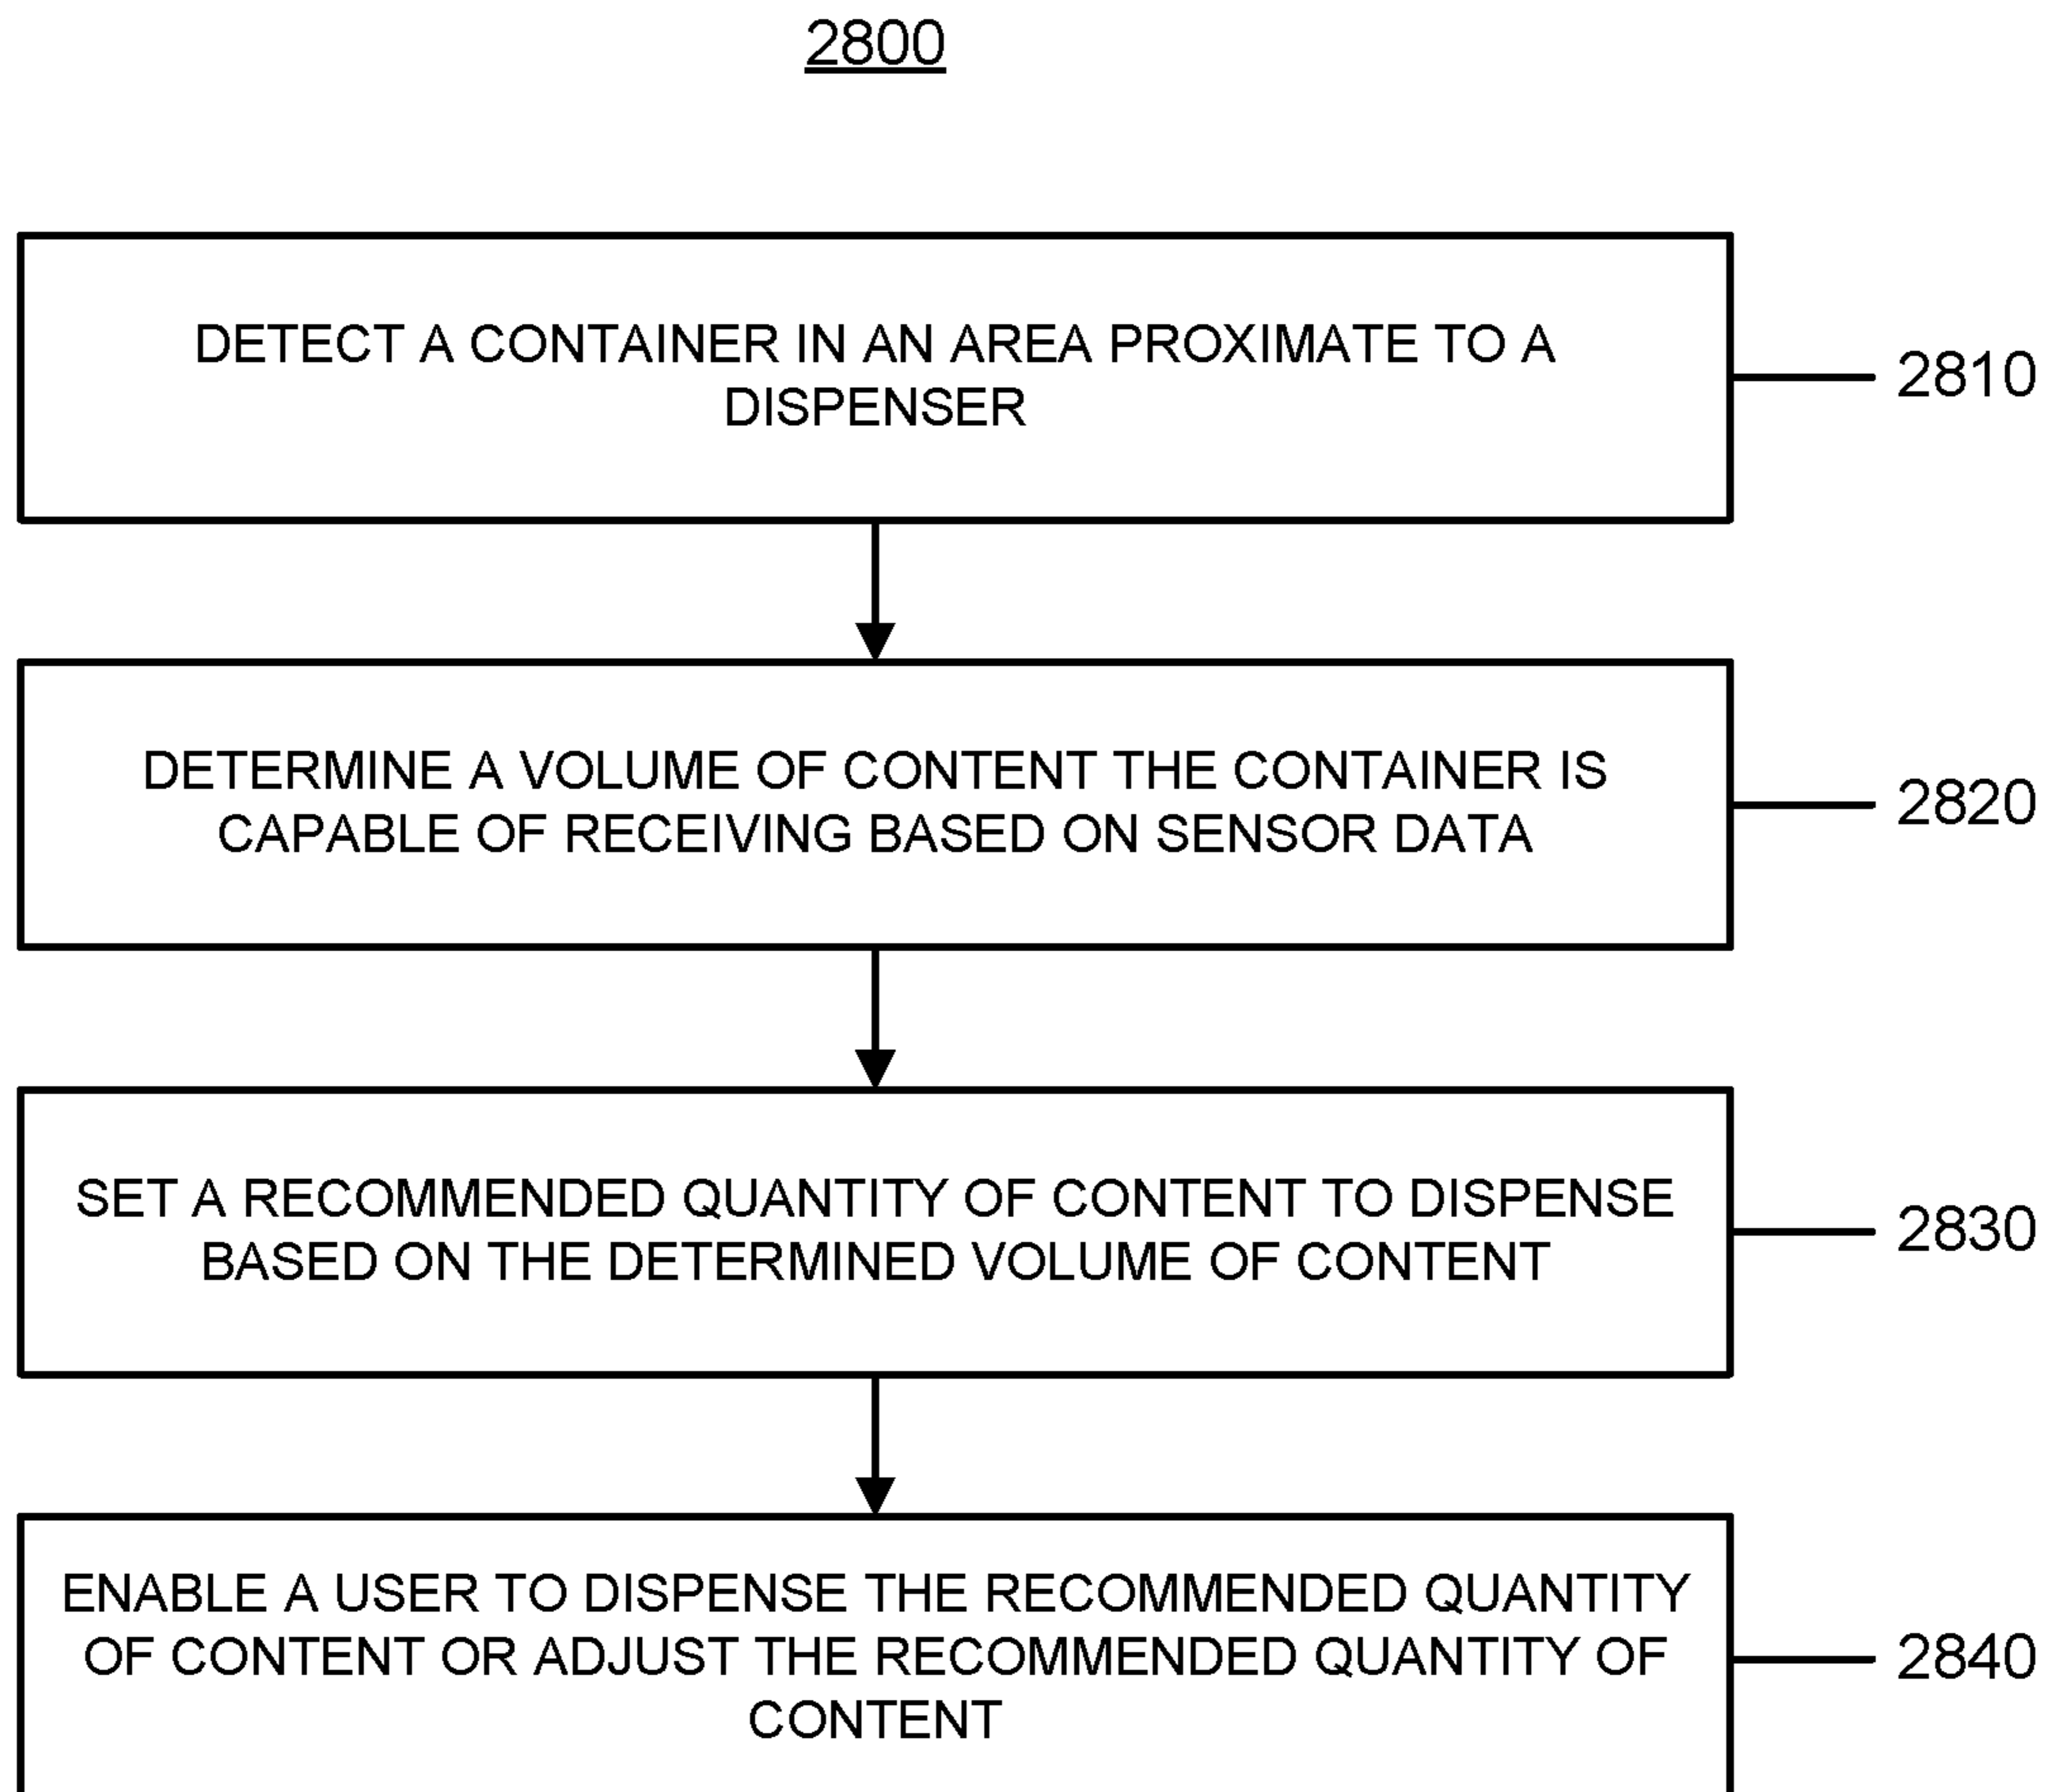 2800
DETECT A CONTAINER IN AN AREA PROXIMATE TO A
DISPENSER
2810
DETERMINE A VOLUME OF CONTENT THE CONTAINER IS
CAPABLE OF RECEIVING BASED ON SENSOR DATA
2820
SET A RECOMMENDED QUANTITY OF CONTENT TO DISPENSE
BASED ON THE DETERMINED VOLUME OF CONTENT
2830
ENABLE A USER TO DISPENSE THE RECOMMENDED QUANTITY
OF CONTENT OR ADJUST THE RECOMMENDED QUANTITY OF
CONTENT
2840